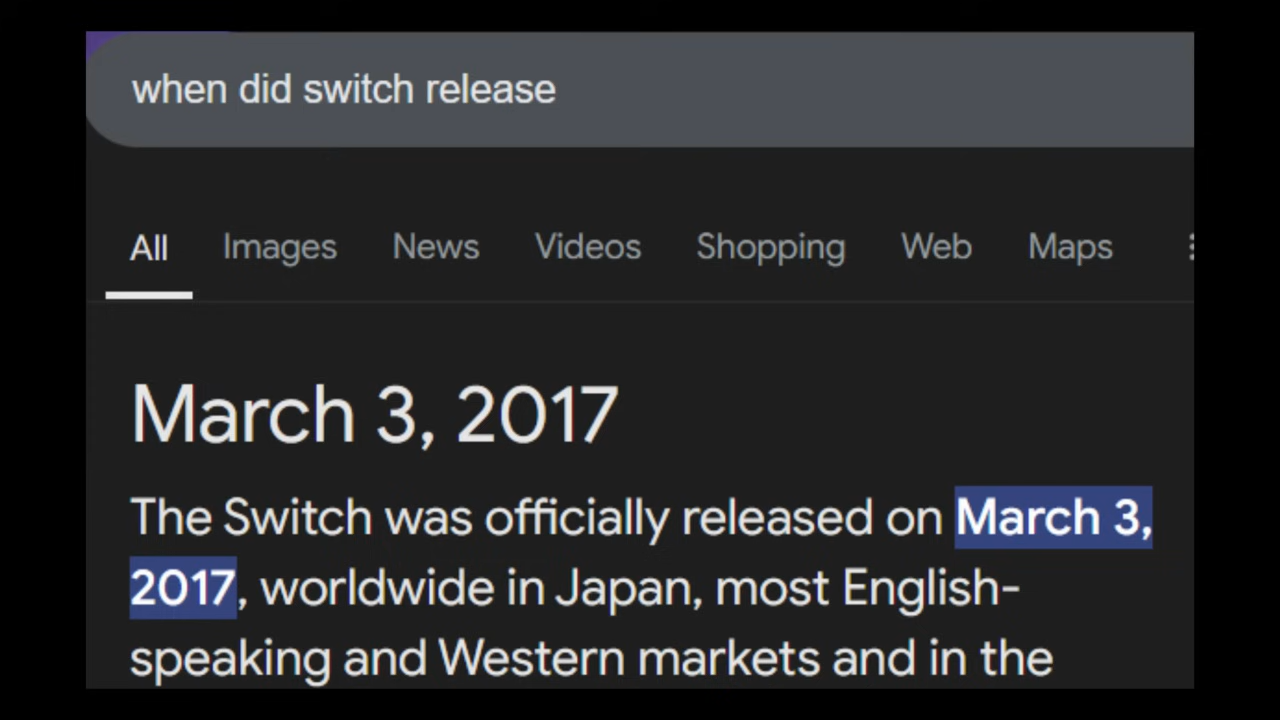 when did switch release
All Images News Videos Shopping Web Maps
March 3, 2017
The Switch was officially released on March 3,
2017, worldwide in Japan, most English-
speaking and Western markets and in the